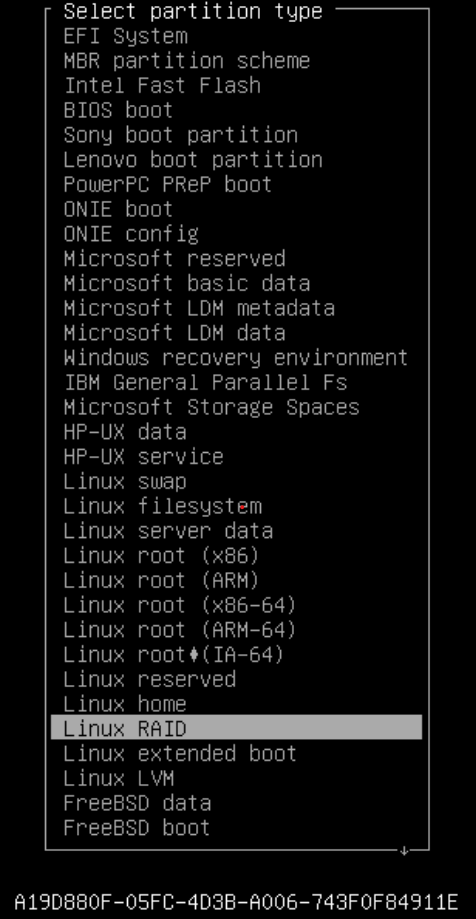 Select partition type
EFI System
MBR partition scheme
Intel Fast Flash
BIOS boot
Sony boot partition
Lenovo boot partition
PowerPC PReP boot
ONIE boot
ONIE config
Microsoft reserved
Microsoft basic data
Microsoft LDM metadata
Microsoft LDM data
Windows recovery environment
IBM General Parallel Fs
Microsoft Storage Spaces
HP-UX data
HP-UX service
Linux swap
Linux filesystem
Linux server data
Linux root (x86)
Linux root (ARM)
Linux root (x86-64)
Linux root (ARM-64)
Linux root♦(IA-64)
Linux reserved
Linux home
Linux RAID
Linux extended boot
Linux LVM
FreeBSD data
FreeBSD boot
↓
A19D880F-05FC-4D3B-A006-743F0F84911E